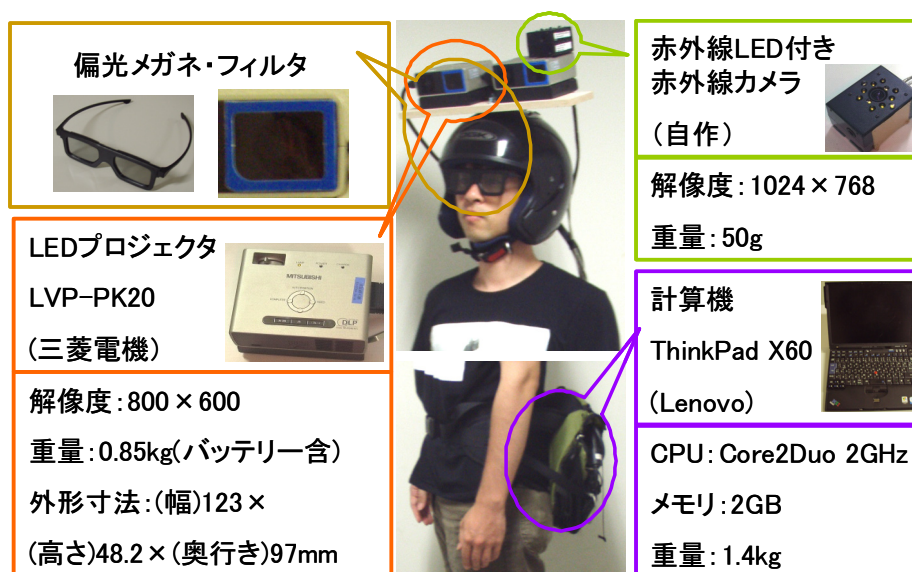 偏光メガネ・フィルタ
LEDプロジェクタ
LVP-PK20
(三菱電機)
MITSUBISHI
DLP
解像度:800×600
重量:0.85kg(バッテリー含)
外形寸法:(幅)123×
(高さ)48.2×(奥行き)97mm
赤外線LED付き
赤外線カメラ
(自作)
解像度:1024×768
重量:50g
計算機
ThinkPad X60
(Lenovo)
CPU:Core2Duo 2GHz
メモリ:2GB
重量:1.4kg